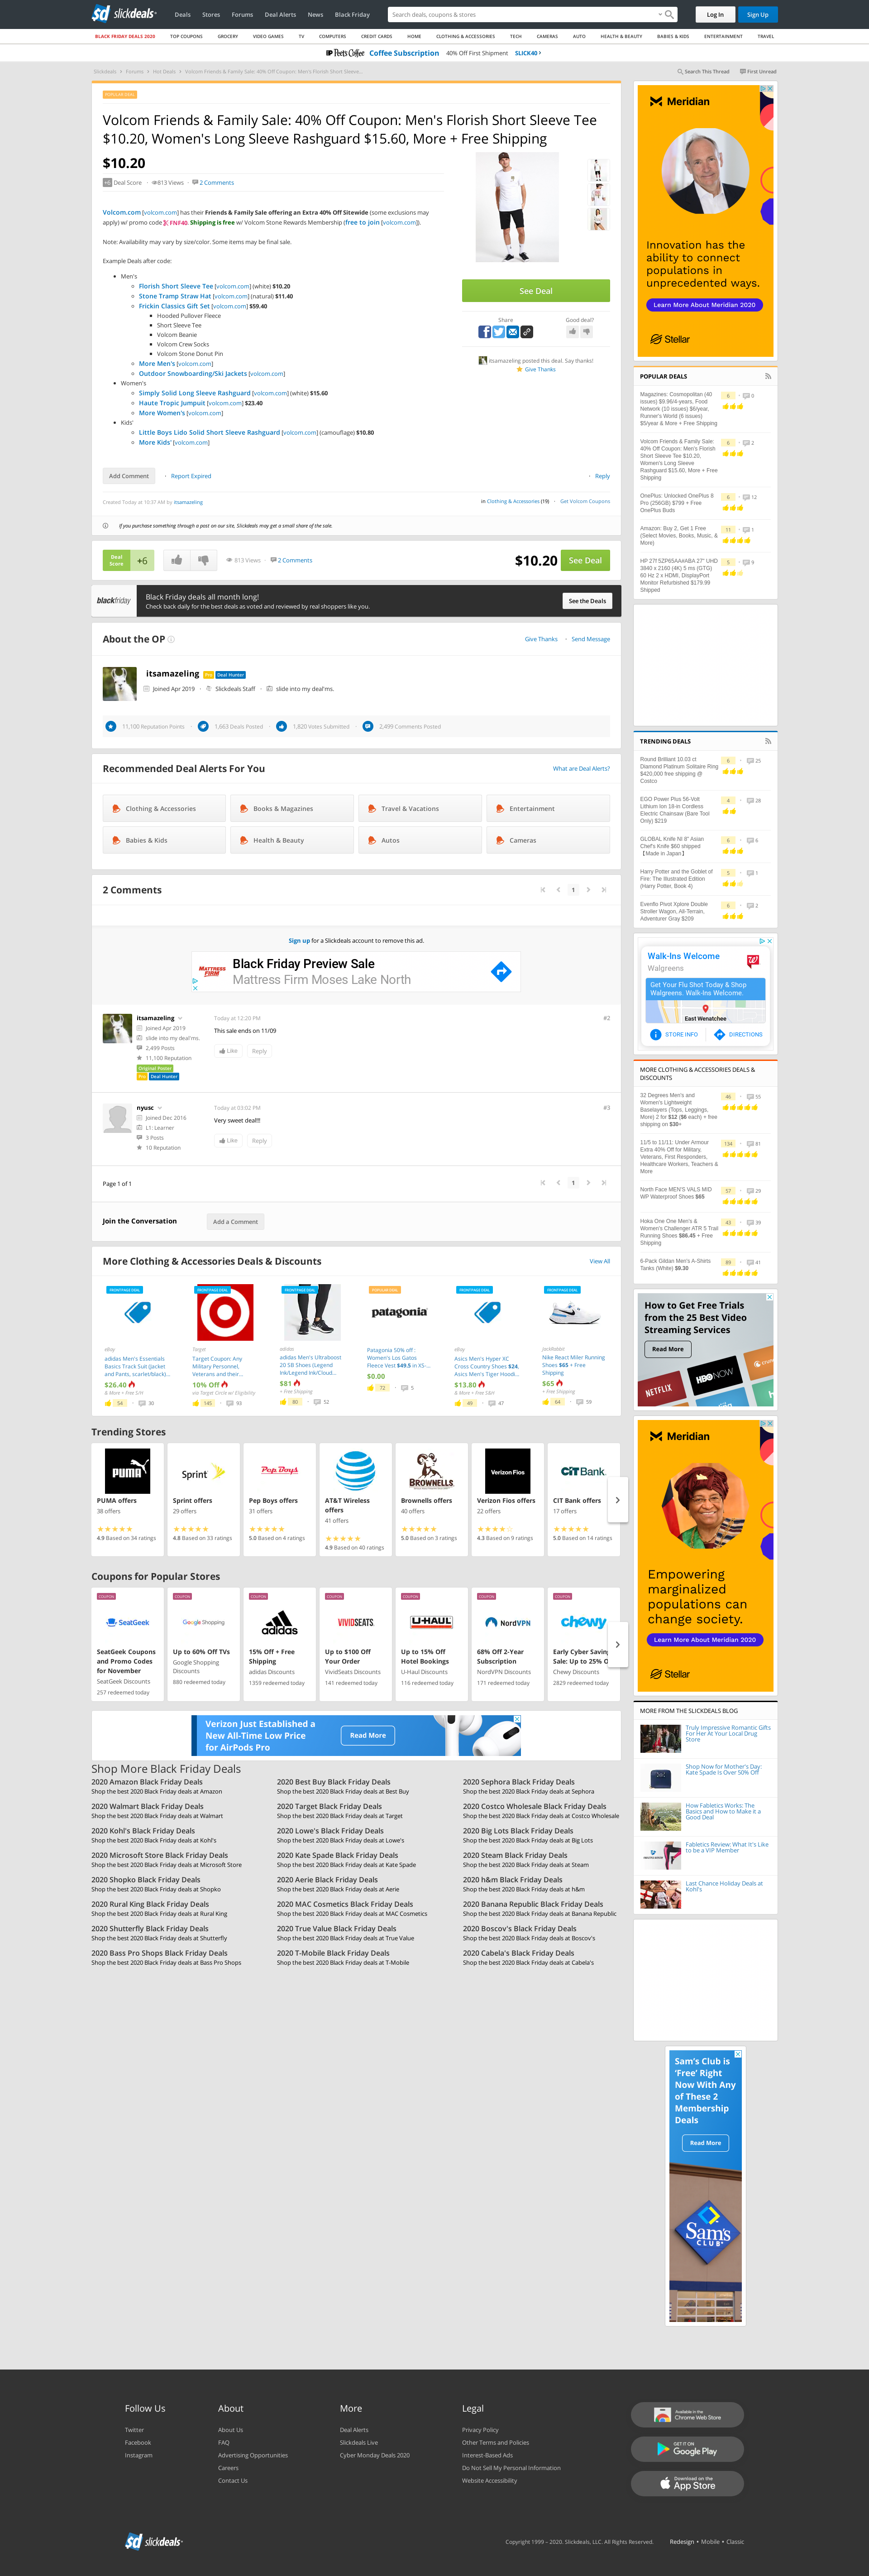 slickdeals
Deals
Stores
Forums
Deal Alerts
News
Black Friday
Search deals, coupons & stores
Log In
Sign Up
BLACK FRIDAY DEALS 2020
TOP COUPONS
GROCERY
VIDEO GAMES
TV
COMPUTERS
CREDIT CARDS
HOME
CLOTHING & ACCESSORIES
TECH
CAMERAS
AUTO
HEALTH & BEAUTY
BABIES & KIDS
ENTERTAINMENT
TRAVEL
Peet's Coffee
Coffee Subscription
40% Off First Shipment
SLICK40 ›
Slickdeals › Forums › Hot Deals › Volcom Friends & Family Sale: 40% Off Coupon: Men's Florish Short Sleeve...
Search This Thread
First Unread
POPULAR DEAL
Volcom Friends & Family Sale: 40% Off Coupon: Men's Florish Short Sleeve Tee
$10.20, Women's Long Sleeve Rashguard $15.60, More + Free Shipping
$10.20
+6 Deal Score · 813 Views · 2 Comments
Volcom.com [volcom.com] has their Friends & Family Sale offering an Extra 40% Off Sitewide (some exclusions may
apply) w/ promo code FNF40. Shipping is free w/ Volcom Stone Rewards Membership (free to join [volcom.com]).
Note: Availability may vary by size/color. Some items may be final sale.
Example Deals after code:
Men's
Florish Short Sleeve Tee [volcom.com] (white) $10.20
Stone Tramp Straw Hat [volcom.com] (natural) $11.40
Frickin Classics Gift Set [volcom.com] $59.40
Hooded Pullover Fleece
Short Sleeve Tee
Volcom Beanie
Volcom Crew Socks
Volcom Stone Donut Pin
More Men's [volcom.com]
Outdoor Snowboarding/Ski Jackets [volcom.com]
Women's
Simply Solid Long Sleeve Rashguard [volcom.com] (white) $15.60
Haute Tropic Jumpuit [volcom.com] $23.40
More Women's [volcom.com]
Kids'
Little Boys Lido Solid Short Sleeve Rashguard [volcom.com] (camouflage) $10.80
More Kids' [volcom.com]
See Deal
Share
Good deal?
itsamazeling posted this deal. Say thanks!
Give Thanks
Add Comment
· Report Expired
· Reply
Created Today at 10:37 AM by itsamazeling
in Clothing & Accessories (19) · Get Volcom Coupons
If you purchase something through a post on our site, Slickdeals may get a small share of the sale.
Deal Score +6
813 Views · 2 Comments
$10.20 See Deal
blackfriday
Black Friday deals all month long!
Check back daily for the best deals as voted and reviewed by real shoppers like you.
See the Deals
About the OP
Give Thanks · Send Message
itsamazeling Pro Deal Hunter
Joined Apr 2019 · Slickdeals Staff · slide into my deal'ms.
11,100 Reputation Points · 1,663 Deals Posted · 1,820 Votes Submitted · 2,499 Comments Posted
Recommended Deal Alerts For You
What are Deal Alerts?
Clothing & Accessories
Books & Magazines
Travel & Vacations
Entertainment
Babies & Kids
Health & Beauty
Autos
Cameras
2 Comments
1
Sign up for a Slickdeals account to remove this ad.
MATTRESS FIRM
Black Friday Preview Sale
Mattress Firm Moses Lake North
itsamazeling
Joined Apr 2019
slide into my deal'ms.
2,499 Posts
11,100 Reputation
Original Poster
Pro Deal Hunter
Today at 12:20 PM
#2
This sale ends on 11/09
Like
Reply
nyusc
Joined Dec 2016
L1: Learner
3 Posts
10 Reputation
Today at 03:02 PM
#3
Very sweet deal!!!
Like
Reply
Page 1 of 1
1
Join the Conversation
Add a Comment
More Clothing & Accessories Deals & Discounts
View All
FRONTPAGE DEAL
eBay
adidas Men's Essentials
Basics Track Suit (Jacket
and Pants, scarlet/black)...
$26.40
& More + Free S/H
54 · 30
FRONTPAGE DEAL
Target
Target Coupon: Any
Military Personnel,
Veterans and their...
10% Off
via Target Circle w/ Eligibility
145 · 93
FRONTPAGE DEAL
adidas
adidas Men's Ultraboost
20 SB Shoes (Legend
Ink/Legend Ink/Cloud...
$81
+ Free Shipping
80 · 52
POPULAR DEAL
patagonia
Patagonia 50% off :
Women's Los Gatos
Fleece Vest $49.5 in XS-...
$0.00
72 · 5
FRONTPAGE DEAL
eBay
Asics Men's Hyper XC
Cross Country Shoes $24,
Asics Men's Tiger Hoodi...
$13.80
& More + Free S&H
49 · 47
FRONTPAGE DEAL
JackRabbit
Nike React Miler Running
Shoes $65 + Free
Shipping
$65
+ Free Shipping
64 · 59
Trending Stores
PUMA
PUMA offers
38 offers
4.9 Based on 34 ratings
Sprint
Sprint offers
29 offers
4.8 Based on 33 ratings
Pep Boys
Pep Boys offers
31 offers
5.0 Based on 4 ratings
AT&T Wireless
offers
41 offers
4.9 Based on 40 ratings
BROWNELLS
Brownells offers
40 offers
5.0 Based on 3 ratings
Verizon Fios
Verizon Fios offers
22 offers
4.3 Based on 9 ratings
CIT Bank
CIT Bank offers
17 offers
5.0 Based on 14 ratings
Coupons for Popular Stores
COUPON
SeatGeek
SeatGeek Coupons
and Promo Codes
for November
SeatGeek Discounts
257 redeemed today
COUPON
Google Shopping
Up to 60% Off TVs
Google Shopping
Discounts
880 redeemed today
COUPON
adidas
15% Off + Free
Shipping
adidas Discounts
1359 redeemed today
COUPON
VIVIDSEATS
Up to $100 Off
Your Order
VividSeats Discounts
141 redeemed today
COUPON
U-HAUL
Up to 15% Off
Hotel Bookings
U-Haul Discounts
116 redeemed today
COUPON
NordVPN
68% Off 2-Year
Subscription
NordVPN Discounts
171 redeemed today
COUPON
chewy
Early Cyber Saving
Sale: Up to 25% O
Chewy Discounts
2829 redeemed today
Verizon Just Established a
New All-Time Low Price
for AirPods Pro
Read More
Shop More Black Friday Deals
2020 Amazon Black Friday Deals
Shop the best 2020 Black Friday deals at Amazon
2020 Best Buy Black Friday Deals
Shop the best 2020 Black Friday deals at Best Buy
2020 Sephora Black Friday Deals
Shop the best 2020 Black Friday deals at Sephora
2020 Walmart Black Friday Deals
Shop the best 2020 Black Friday deals at Walmart
2020 Target Black Friday Deals
Shop the best 2020 Black Friday deals at Target
2020 Costco Wholesale Black Friday Deals
Shop the best 2020 Black Friday deals at Costco Wholesale
2020 Kohl's Black Friday Deals
Shop the best 2020 Black Friday deals at Kohl's
2020 Lowe's Black Friday Deals
Shop the best 2020 Black Friday deals at Lowe's
2020 Big Lots Black Friday Deals
Shop the best 2020 Black Friday deals at Big Lots
2020 Microsoft Store Black Friday Deals
Shop the best 2020 Black Friday deals at Microsoft Store
2020 Kate Spade Black Friday Deals
Shop the best 2020 Black Friday deals at Kate Spade
2020 Steam Black Friday Deals
Shop the best 2020 Black Friday deals at Steam
2020 Shopko Black Friday Deals
Shop the best 2020 Black Friday deals at Shopko
2020 Aerie Black Friday Deals
Shop the best 2020 Black Friday deals at Aerie
2020 h&m Black Friday Deals
Shop the best 2020 Black Friday deals at h&m
2020 Rural King Black Friday Deals
Shop the best 2020 Black Friday deals at Rural King
2020 MAC Cosmetics Black Friday Deals
Shop the best 2020 Black Friday deals at MAC Cosmetics
2020 Banana Republic Black Friday Deals
Shop the best 2020 Black Friday deals at Banana Republic
2020 Shutterfly Black Friday Deals
Shop the best 2020 Black Friday deals at Shutterfly
2020 True Value Black Friday Deals
Shop the best 2020 Black Friday deals at True Value
2020 Boscov's Black Friday Deals
Shop the best 2020 Black Friday deals at Boscov's
2020 Bass Pro Shops Black Friday Deals
Shop the best 2020 Black Friday deals at Bass Pro Shops
2020 T-Mobile Black Friday Deals
Shop the best 2020 Black Friday deals at T-Mobile
2020 Cabela's Black Friday Deals
Shop the best 2020 Black Friday deals at Cabela's
Meridian
Innovation has the
ability to connect
populations in
unprecedented ways.
Learn More About Meridian 2020
Stellar
POPULAR DEALS
Magazines: Cosmopolitan (40
issues) $9.96/4-years, Food
Network (10 issues) $6/year,
Runner's World (6 issues)
$5/year & More + Free Shipping
6 · 0
Volcom Friends & Family Sale:
40% Off Coupon: Men's Florish
Short Sleeve Tee $10.20,
Women's Long Sleeve
Rashguard $15.60, More + Free
Shipping
6 · 2
OnePlus: Unlocked OnePlus 8
Pro (256GB) $799 + Free
OnePlus Buds
6 · 12
Amazon: Buy 2, Get 1 Free
(Select Movies, Books, Music, &
More)
11 · 1
HP 27f 5ZP65AA#ABA 27" UHD
3840 x 2160 (4K) 5 ms (GTG)
60 Hz 2 x HDMI, DisplayPort
Monitor Refurbished $179.99
Shipped
5 · 9
TRENDING DEALS
Round Brilliant 10.03 ct
Diamond Platinum Solitaire Ring
$420,000 free shipping @
Costco
6 · 25
EGO Power Plus 56-Volt
Lithium Ion 18-in Cordless
Electric Chainsaw (Bare Tool
Only) $219
4 · 28
GLOBAL Knife NI 8" Asian
Chef's Knife $60 shipped
【Made in Japan】
6 · 6
Harry Potter and the Goblet of
Fire: The Illustrated Edition
(Harry Potter, Book 4)
5 · 1
Evenflo Pivot Xplore Double
Stroller Wagon, All-Terrain,
Adventurer Gray $209
6 · 2
Walk-Ins Welcome
Walgreens
Get Your Flu Shot Today & Shop
Walgreens. Walk-Ins Welcome.
East Wenatchee
STORE INFO
DIRECTIONS
MORE CLOTHING & ACCESSORIES DEALS &
DISCOUNTS
32 Degrees Men's and
Women's Lightweight
Baselayers (Tops, Leggings,
More) 2 for $12 ($6 each) + free
shipping on $30+
46 · 55
11/5 to 11/11: Under Armour
Extra 40% Off for Military,
Veterans, First Responders,
Healthcare Workers, Teachers &
More
134 · 81
North Face MEN'S VALS MID
WP Waterproof Shoes $65
57 · 29
Hoka One One Men's &
Women's Challenger ATR 5 Trail
Running Shoes $86.45 + Free
Shipping
43 · 39
6-Pack Gildan Men's A-Shirts
Tanks (White) $9.30
89 · 41
How to Get Free Trials
from the 25 Best Video
Streaming Services
Read More
NETFLIX
HBO NOW
Meridian
Empowering
marginalized
populations can
change society.
Learn More About Meridian 2020
Stellar
MORE FROM THE SLICKDEALS BLOG
Truly Impressive Romantic Gifts
For Her At Your Local Drug
Store
Shop Now for Mother's Day:
Kate Spade Is Over 50% Off
How Fabletics Works: The
Basics and How to Make it a
Good Deal
Fabletics Review: What It's Like
to be a VIP Member
Last Chance Holiday Deals at
Kohl's
Sam's Club is
'Free' Right
Now With Any
of These 2
Membership
Deals
Read More
Sam's
CLUB
Follow Us
Twitter
Facebook
Instagram
About
About Us
FAQ
Advertising Opportunities
Careers
Contact Us
More
Deal Alerts
Slickdeals Live
Cyber Monday Deals 2020
Legal
Privacy Policy
Other Terms and Policies
Interest-Based Ads
Do Not Sell My Personal Information
Website Accessibility
Available in the
Chrome Web Store
GET IT ON
Google Play
Download on the
App Store
slickdeals
Copyright 1999 - 2020, Slickdeals, LLC. All Rights Reserved.
Redesign • Mobile • Classic